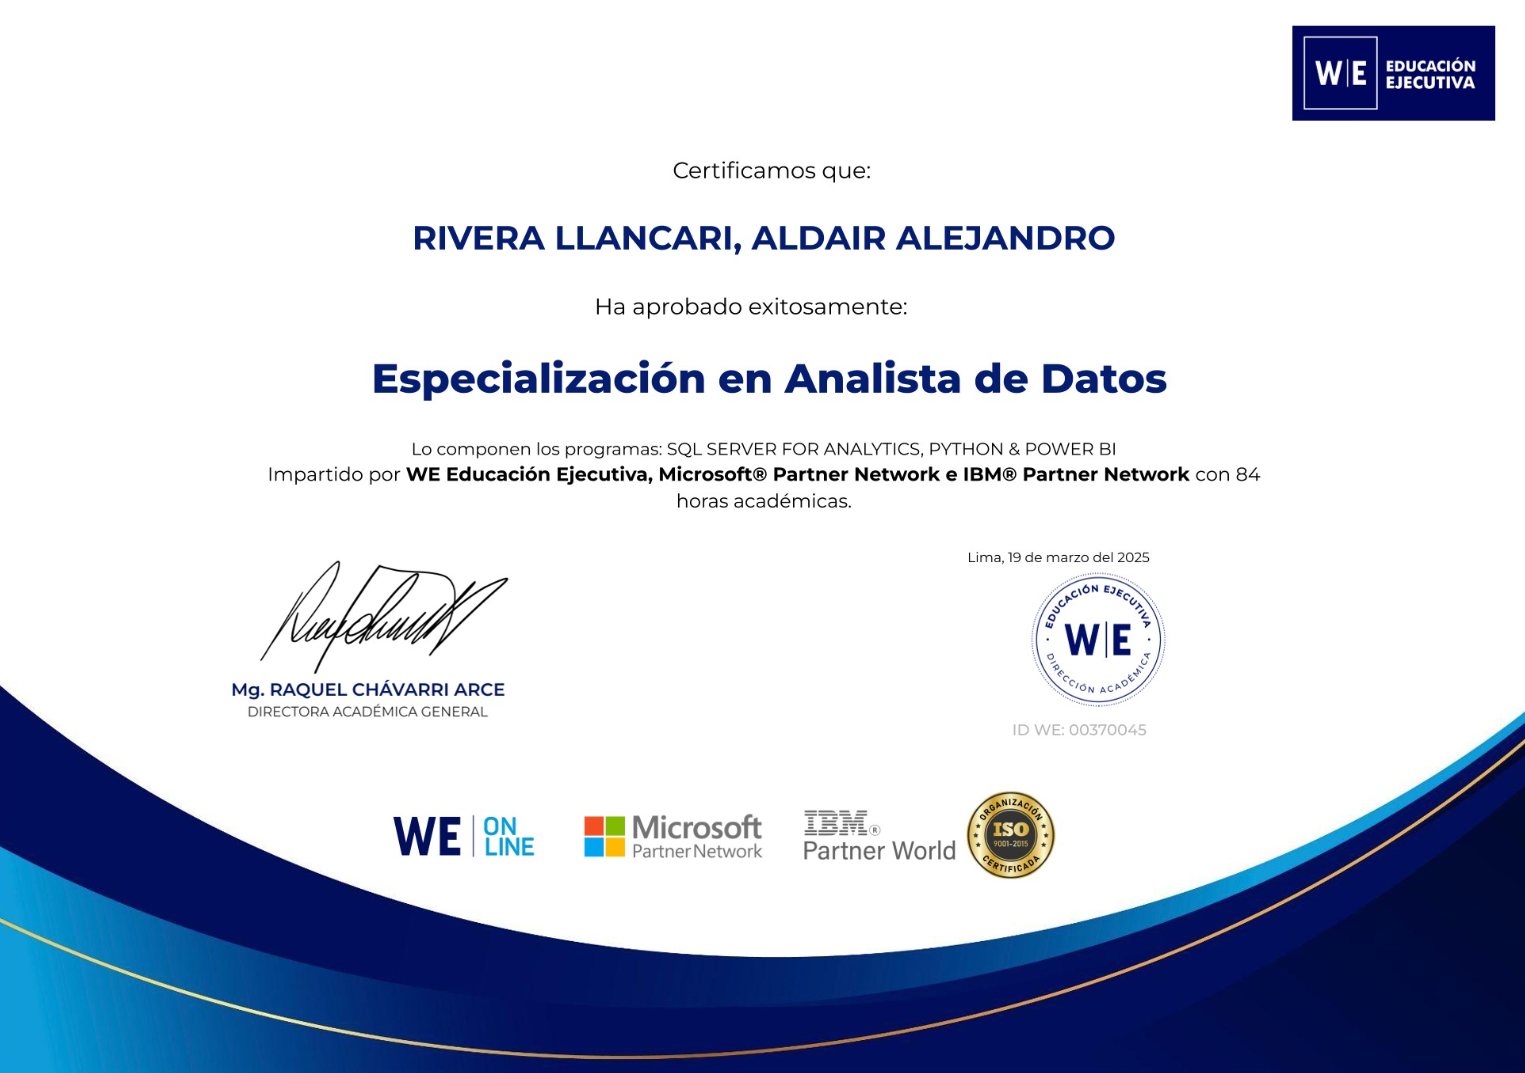 W|E EDUCACIÓN
EJECUTIVA
Certificamos que:
RIVERA LLANCARI, ALDAIR ALEJANDRO
Ha aprobado exitosamente:
Especialización en Analista de Datos
Lo componen los programas: SQL SERVER FOR ANALYTICS, PYTHON & POWER BI
Impartido por WE Educación Ejecutiva, Microsoft® Partner Network e IBM® Partner Network con 84
horas académicas.
Lima, 19 de marzo del 2025
· EDUCACIÓN EJECUTIVA ·
W|E
DIRECCIÓN ACADÉMICA
Mg. RAQUEL CHÁVARRI ARCE
DIRECTORA ACADÉMICA GENERAL
ID WE: 00370045
WE | ON
LINE
Microsoft
Partner Network
IBM®
Partner World
ORGANIZACIÓN
ISO
9001-2015
CERTIFICADA